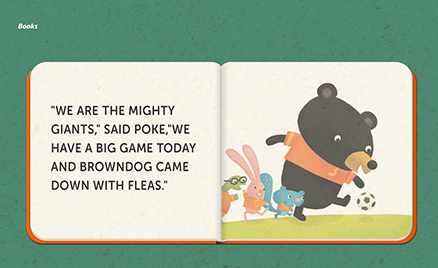 Books
"WE ARE THE MIGHTY
GIANTS," SAID POKE,"WE
HAVE A BIG GAME TODAY
AND BROWNDOG CAME
DOWN WITH FLEAS."